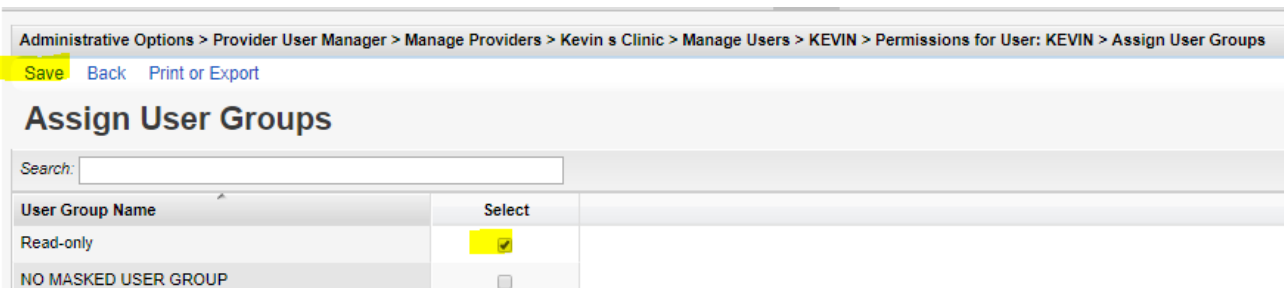 Administrative Options > Provider User Manager > Manage Providers > Kevin s Clinic > Manage Users > KEVIN > Permissions for User: KEVIN > Assign User Groups
Save Back Print or Export
Assign User Groups
Search:
User Group Name Select
Read-only
NO MASKED USER GROUP